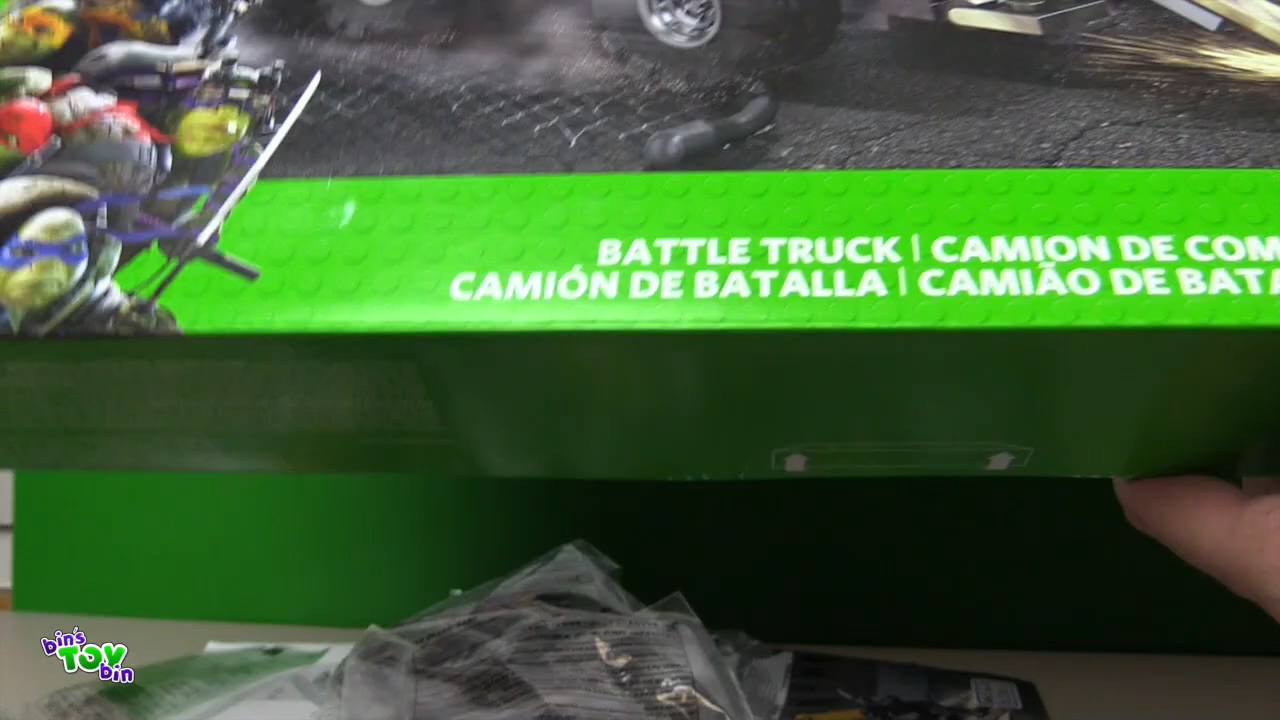 BATTLE TRUCK | CAMION DE COM
CAMIÓN DE BATALLA | CAMIÃO DE BATA
bin's
TOY
bin